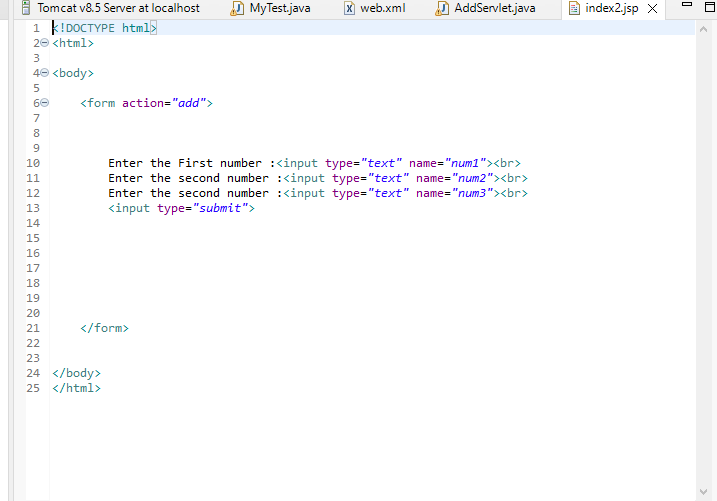 Tomcat v8.5 Server at localhost MyTest.java web.xml AddServlet.java index2.jsp
1 <!DOCTYPE html>
2 <html>
3
4 <body>
5
6 <form action="add">
7
8
9
10 Enter the First number :<input type="text" name="num1"><br>
11 Enter the second number :<input type="text" name="num2"><br>
12 Enter the second number :<input type="text" name="num3"><br>
13 <input type="submit">
14
15
16
17
18
19
20
21 </form>
22
23
24 </body>
25 </html>